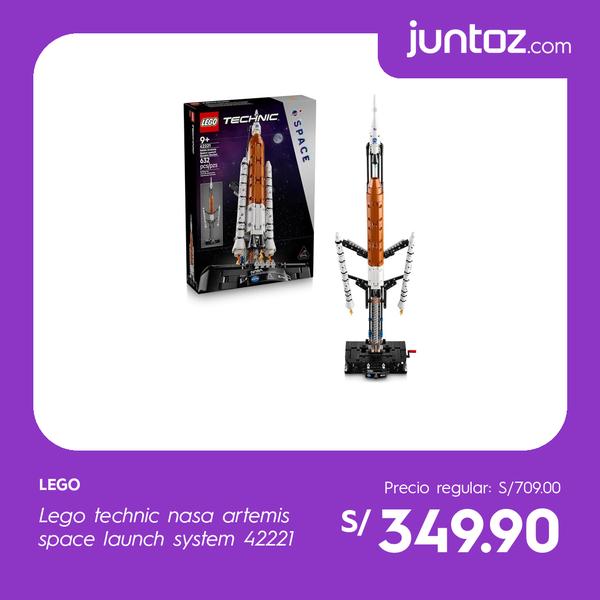 juntoz.com
LEGO TECHNIC
SPACE
9+
42221
632
pcs/pzs
LEGO
Precio regular: S/709.00
Lego technic nasa artemis
space launch system 42221
S/349.90